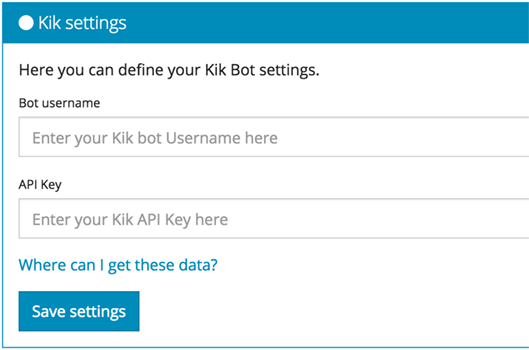 Kik settings
Here you can define your Kik Bot settings.
Bot username
Enter your Kik bot Username here
API Key
Enter your Kik API Key here
Where can I get these data?
Save settings